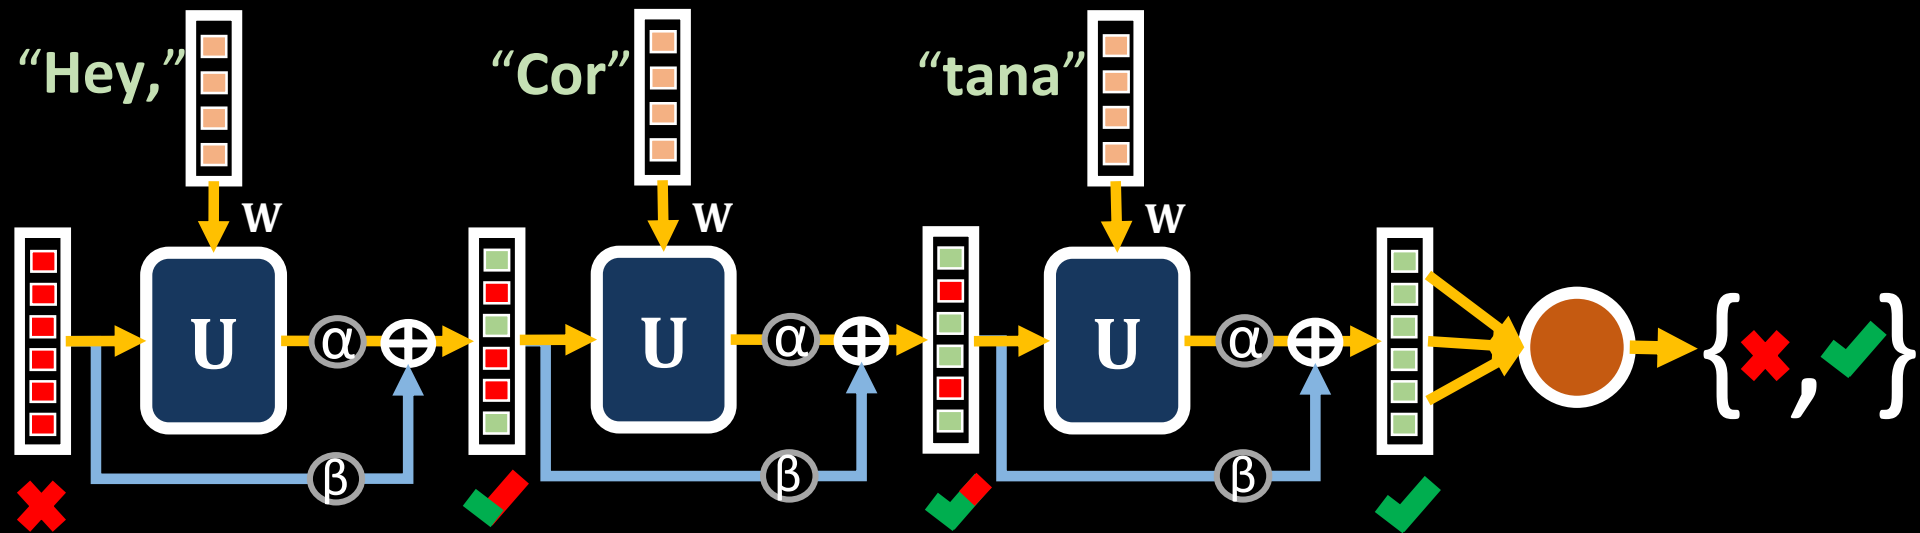 “Hey,” “Cor” “tana”
W W W
U α U α U α { , }
β β β